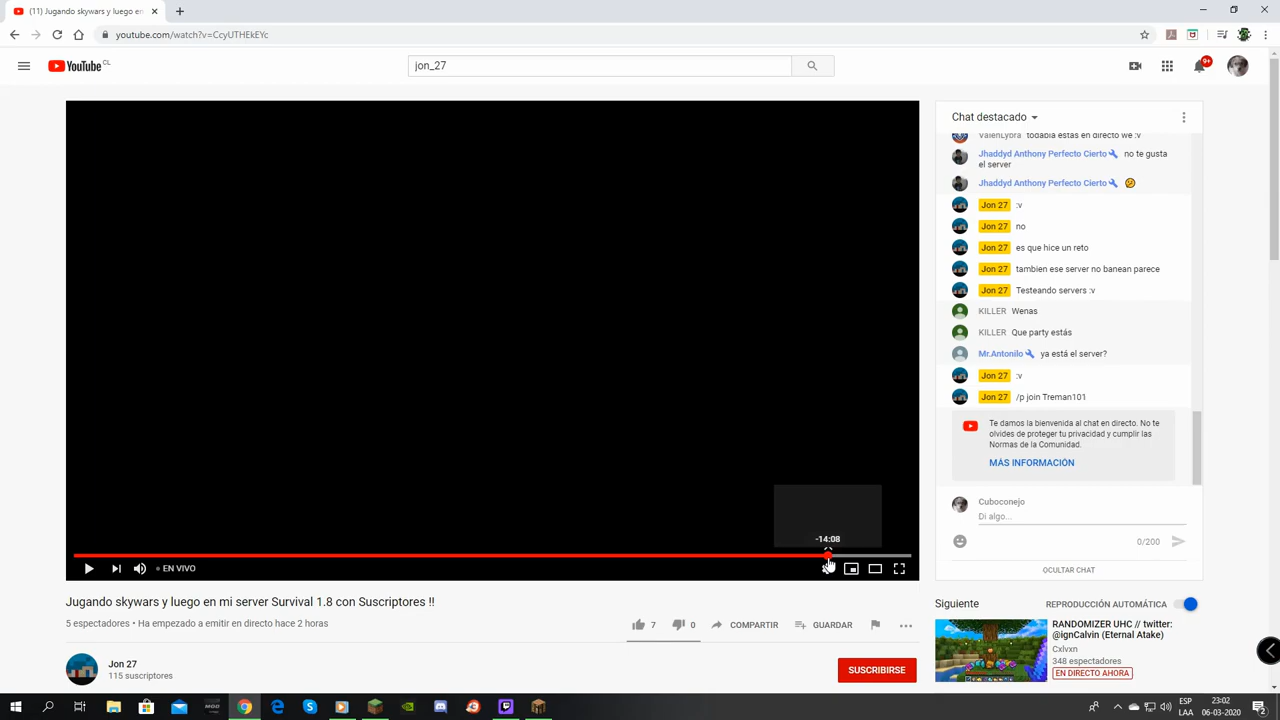 (11) Jugando skywars y luego en
youtube.com/watch?v=CcyUTHEkEYc
YouTube CL
jon_27
9+
Chat destacado
ValenLybra todabia estas en directo we :v
Jhaddyd Anthony Perfecto Cierto no te gusta
el server
Jhaddyd Anthony Perfecto Cierto
Jon 27 :v
Jon 27 no
Jon 27 es que hice un reto
Jon 27 tambien ese server no banean parece
Jon 27 Testeando servers :v
KILLER Wenas
KILLER Que party estás
Mr.Antonilo ya está el server?
Jon 27 :v
Jon 27 /p join Treman101
Te damos la bienvenida al chat en directo. No te
olvides de proteger tu privacidad y cumplir las
Normas de la Comunidad.
MÁS INFORMACIÓN
Cuboconejo
Di algo...
0/200
OCULTAR CHAT
-14:08
EN VIVO
Jugando skywars y luego en mi server Survival 1.8 con Suscriptores !!
5 espectadores • Ha empezado a emitir en directo hace 2 horas
7
0
COMPARTIR
GUARDAR
Jon 27
115 suscriptores
SUSCRIBIRSE
Siguiente
REPRODUCCIÓN AUTOMÁTICA
RANDOMIZER UHC // twitter:
@ignCalvin (Eternal Atake)
Cxlvxn
348 espectadores
EN DIRECTO AHORA
ESP
LAA
23:02
06-03-2020
2